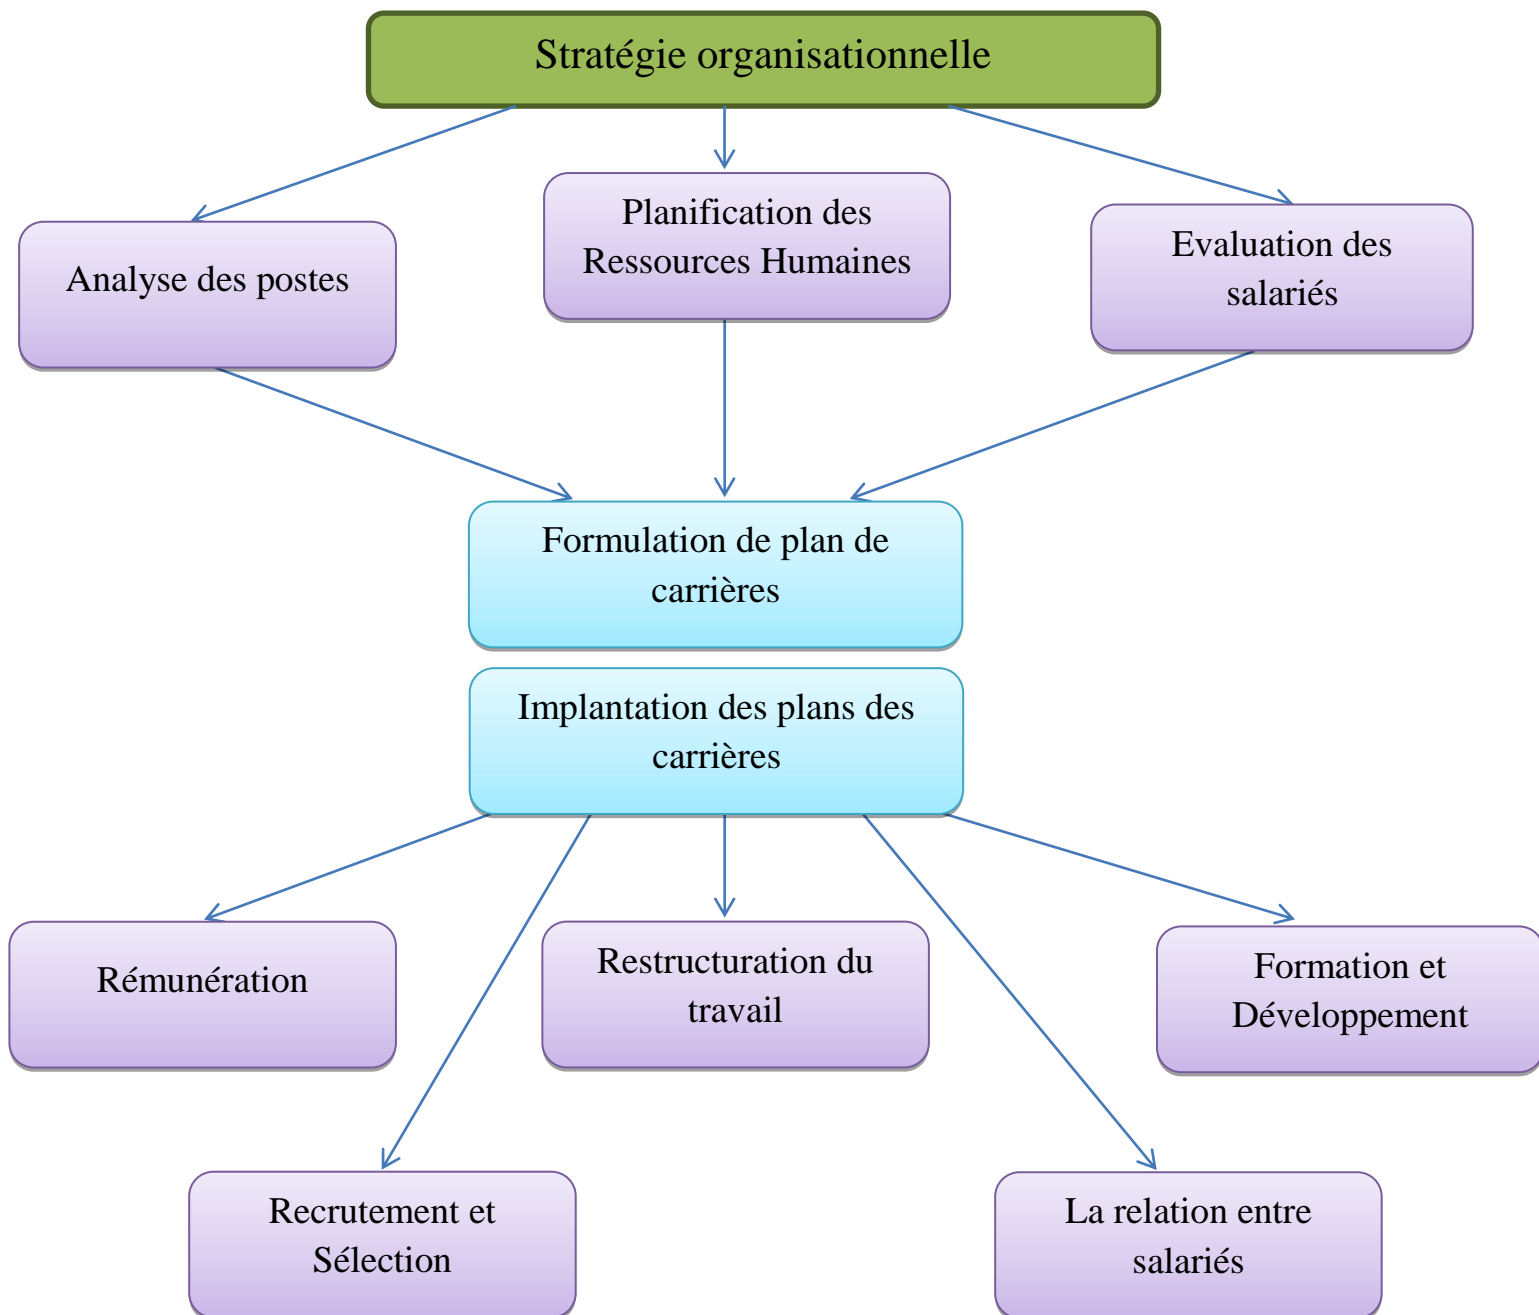 Stratégie organisationnelle
Analyse des postes
Planification des
Ressources Humaines
Evaluation des
salariés
Formulation de plan de
carrières
Implantation des plans des
carrières
Rémunération
Restructuration du
travail
Formation et
Développement
Recrutement et
Sélection
La relation entre
salariés